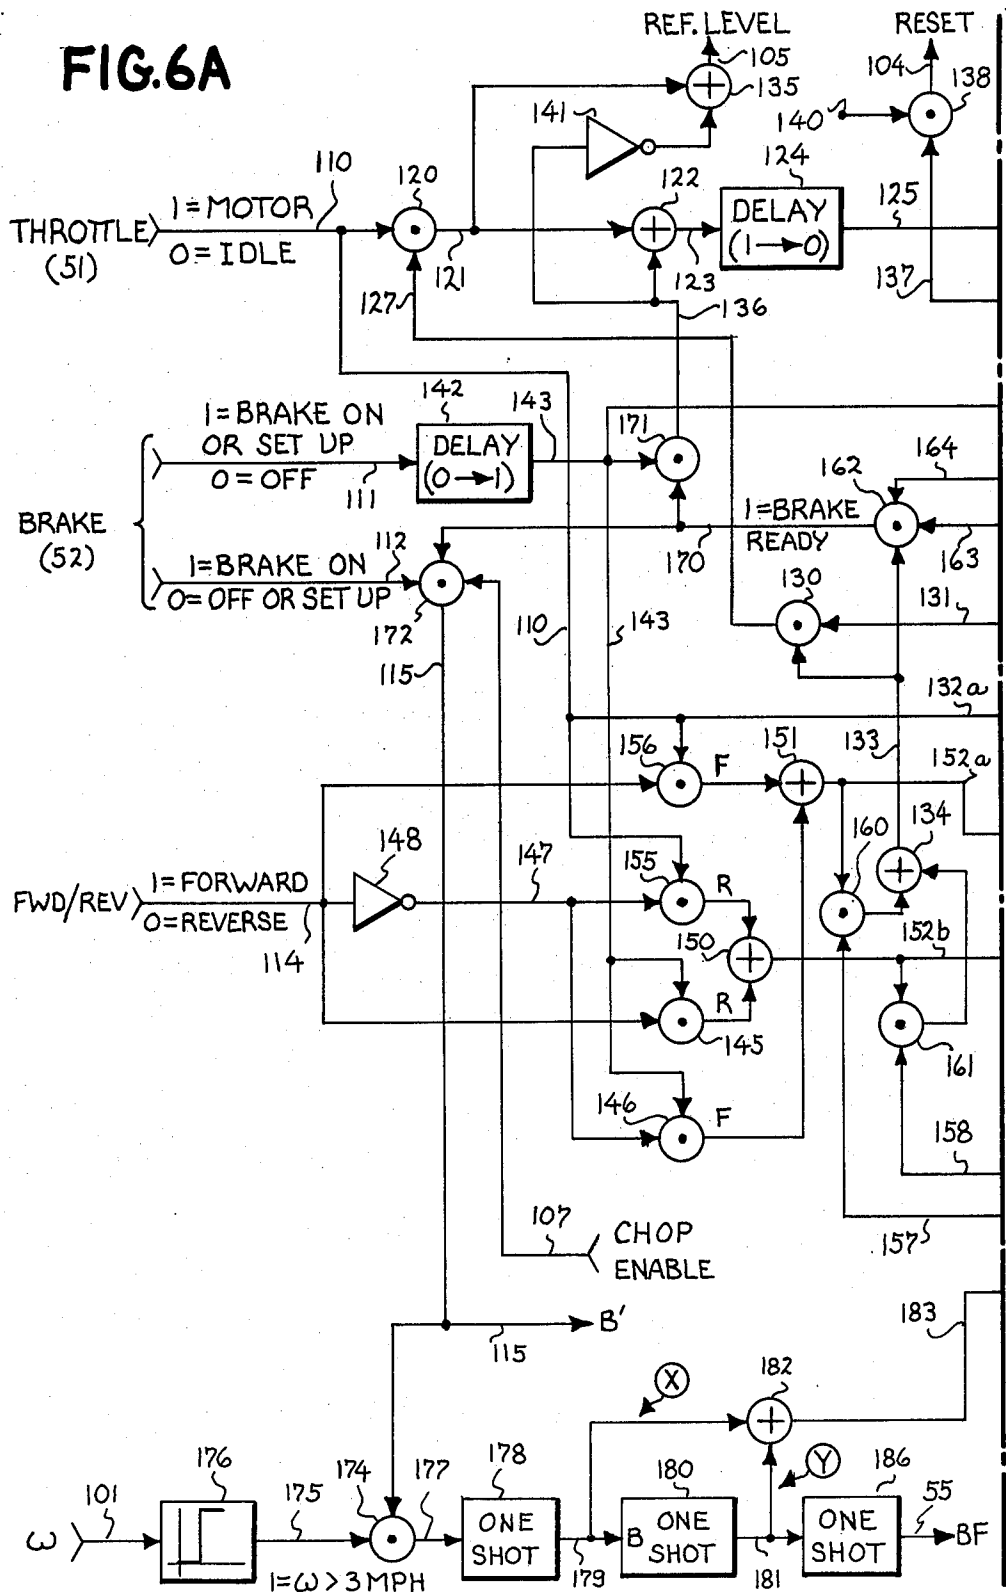 FIG.6A
REF. LEVEL
RESET
105
135
104
138
141
140
110
120
122
124
125
THROTTLE
(51)
1=MOTOR
0=IDLE
DELAY
(1→0)
121
123
127
136
137
142
143
171
1=BRAKE ON
OR SET UP
0=OFF
111
DELAY
(0→1)
162
164
BRAKE
(52)
1=BRAKE
READY
163
170
112
1=BRAKE ON
0=OFF OR SET UP
172
130
131
110
143
115
132a
133
156
F
151
152a
148
147
155
R
160
134
FWD/REV
1=FORWARD
0=REVERSE
114
150
152b
R
145
161
146
F
158
107
CHOP
ENABLE
157
183
115
B'
X
182
176
174
177
178
180
Y
186
101
ω
175
ONE
SHOT
B
ONE
SHOT
ONE
SHOT
55
BF
179
181
1=ω>3MPH